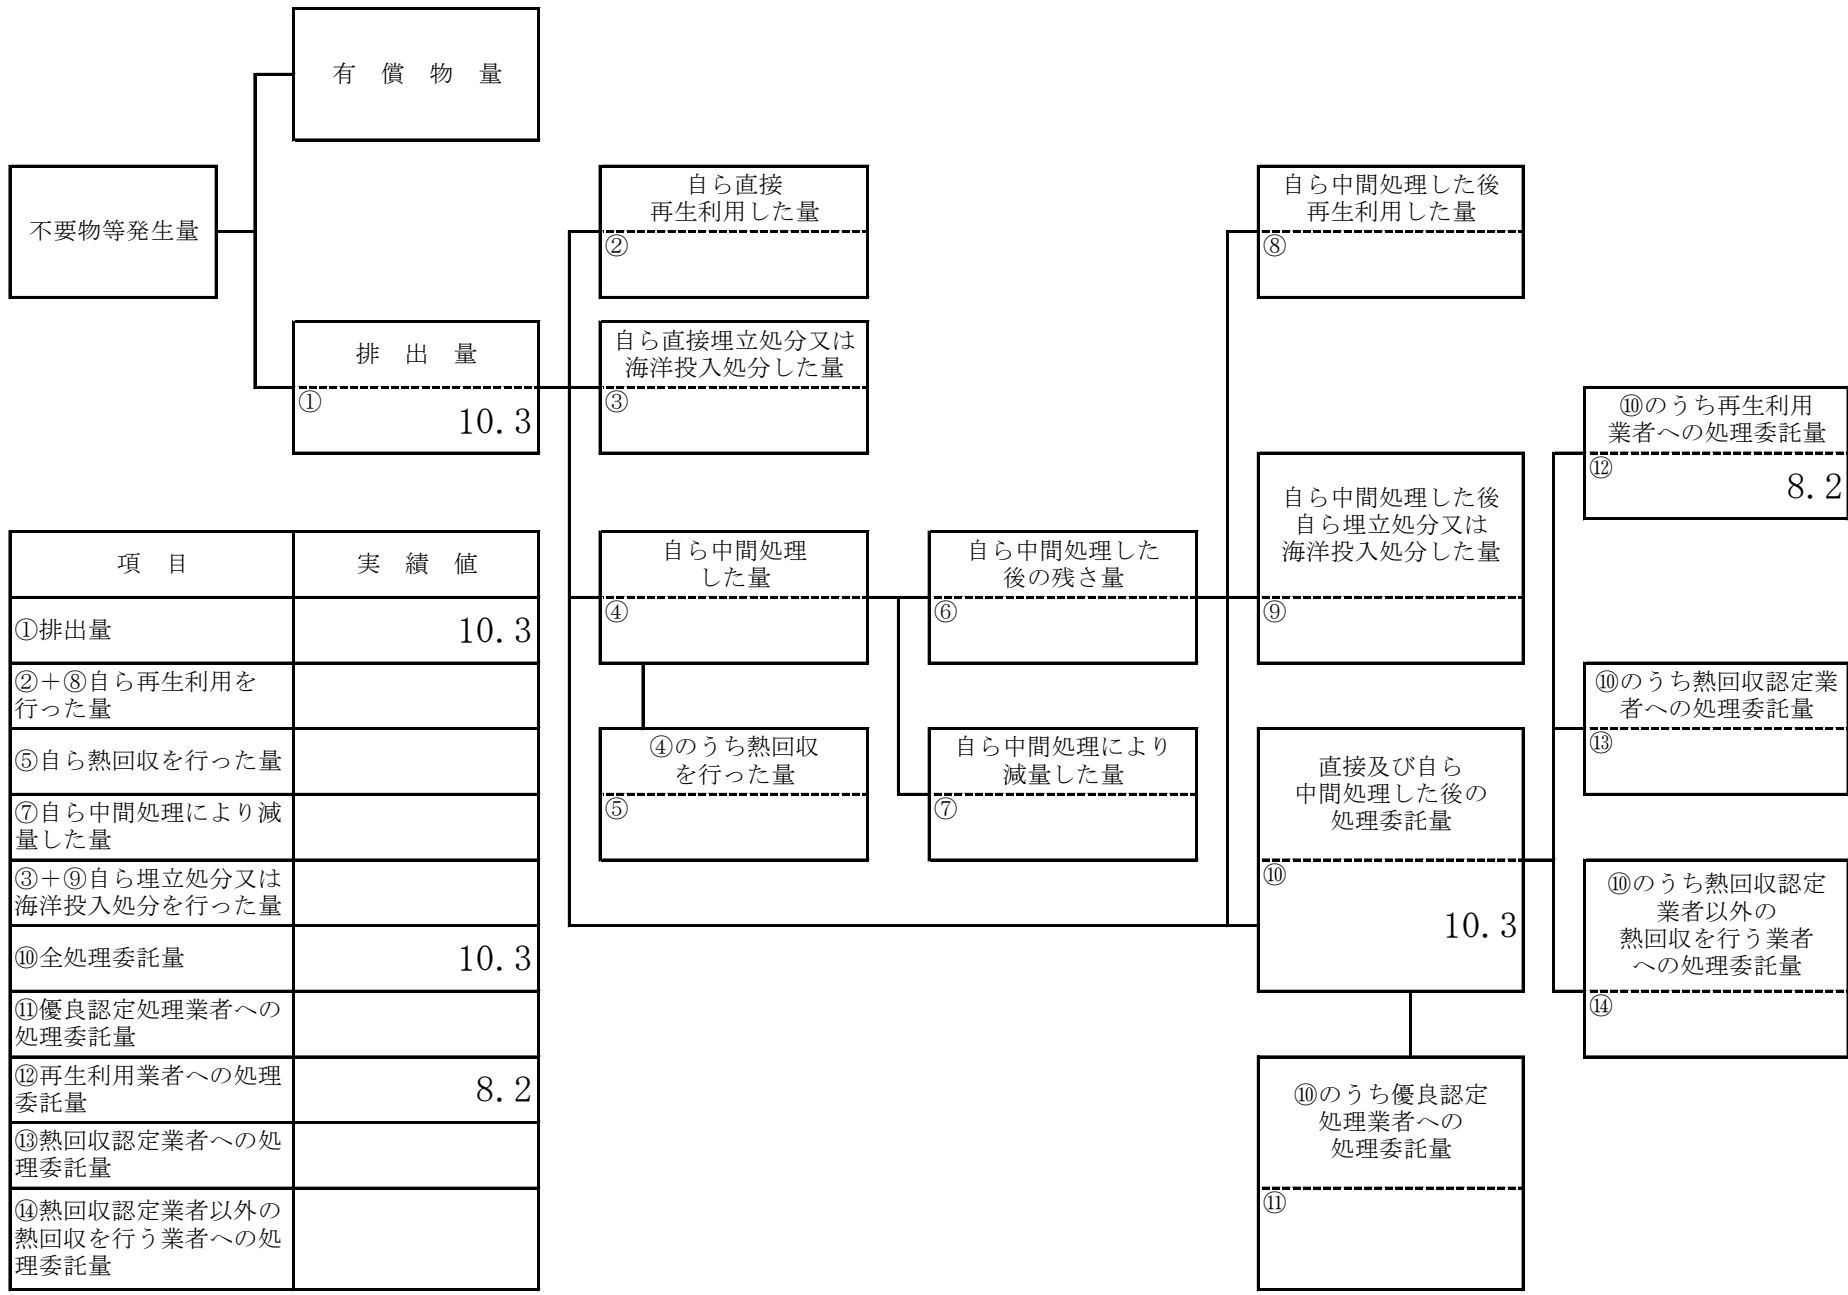 有 償 物 量
不要物等発生量
排 出 量
①
10.3
自ら直接
再生利用した量
②
自ら直接埋立処分又は
海洋投入処分した量
③
自ら中間処理
した量
④
④のうち熱回収
を行った量
⑤
自ら中間処理した
後の残さ量
⑥
自ら中間処理により
減量した量
⑦
自ら中間処理した後
再生利用した量
⑧
自ら中間処理した後
自ら埋立処分又は
海洋投入処分した量
⑨
直接及び自ら
中間処理した後の
処理委託量
⑩
10.3
⑩のうち優良認定
処理業者への
処理委託量
⑪
⑩のうち再生利用
業者への処理委託量
⑫
8.2
⑩のうち熱回収認定業
者への処理委託量
⑬
⑩のうち熱回収認定
業者以外の
熱回収を行う業者
への処理委託量
⑭
項 目 実 績 値
①排出量 10.3
②+⑧自ら再生利用を
行った量
⑤自ら熱回収を行った量
⑦自ら中間処理により減
量した量
③+⑨自ら埋立処分又は
海洋投入処分を行った量
⑩全処理委託量 10.3
⑪優良認定処理業者への
処理委託量
⑫再生利用業者への処理
委託量 8.2
⑬熱回収認定業者への処
理委託量
⑭熱回収認定業者以外の
熱回収を行う業者への処
理委託量